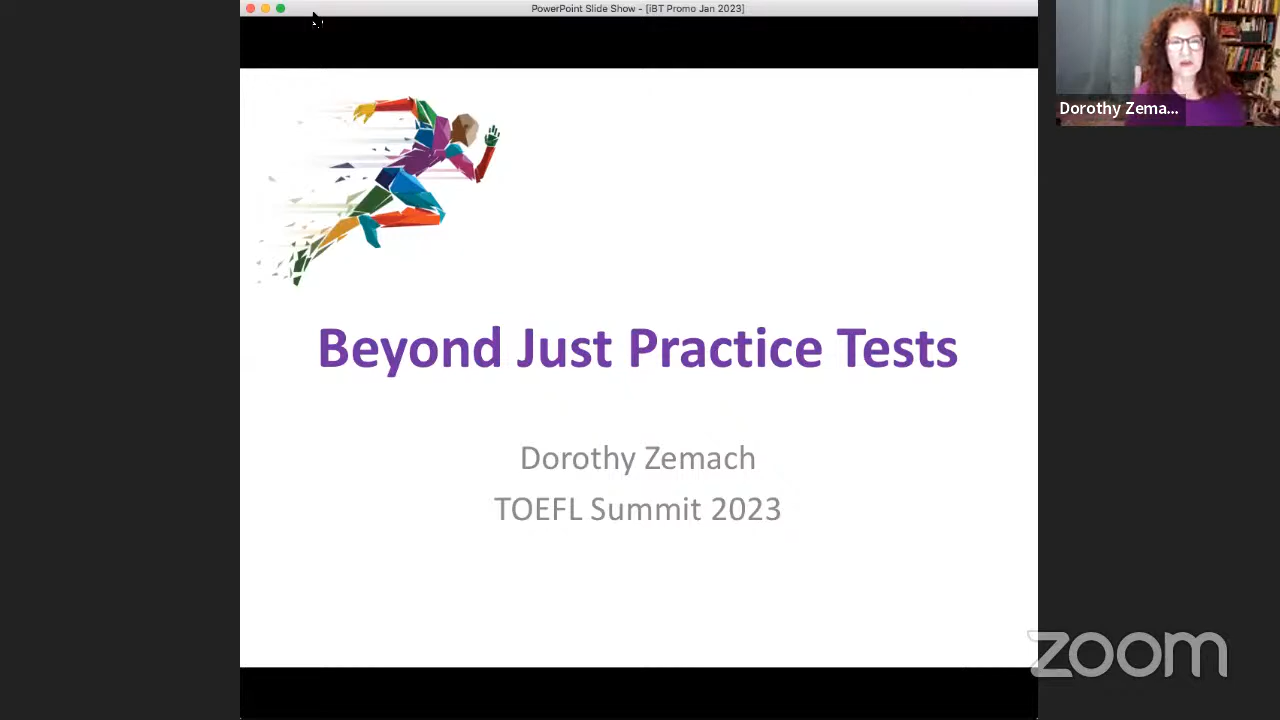 PowerPoint Slide Show - [iBT Promo Jan 2023]
Dorothy Zema...
Beyond Just Practice Tests
Dorothy Zemach
TOEFL Summit 2023
zoom